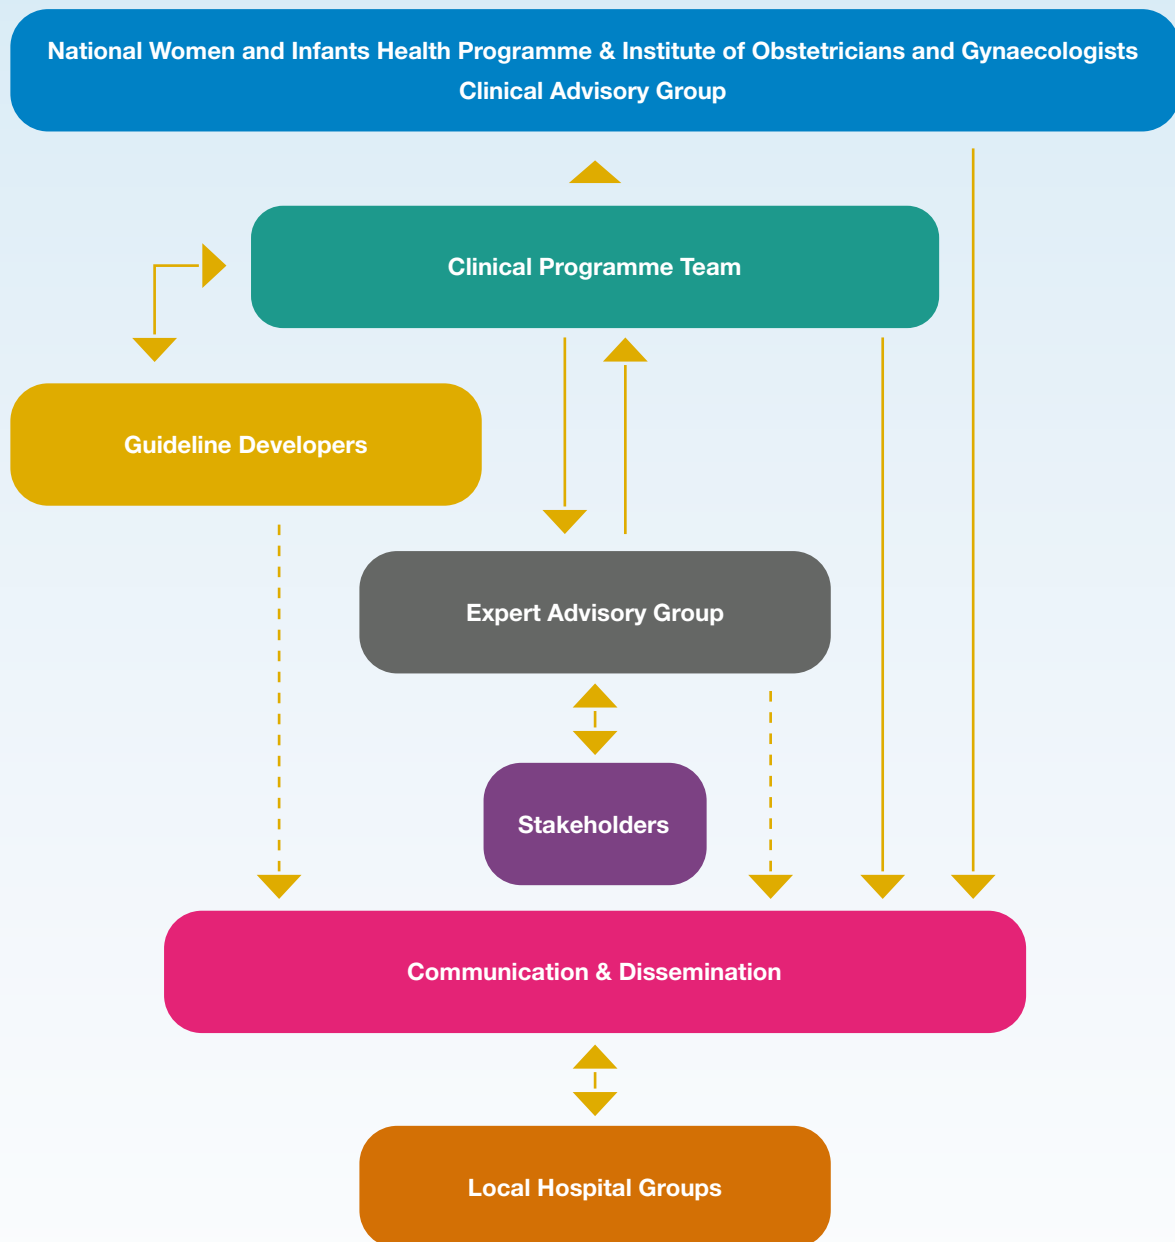 National Women and Infants Health Programme & Institute of Obstetricians and Gynaecologists
Clinical Advisory Group
Clinical Programme Team
Guideline Developers
Expert Advisory Group
Stakeholders
Communication & Dissemination
Local Hospital Groups